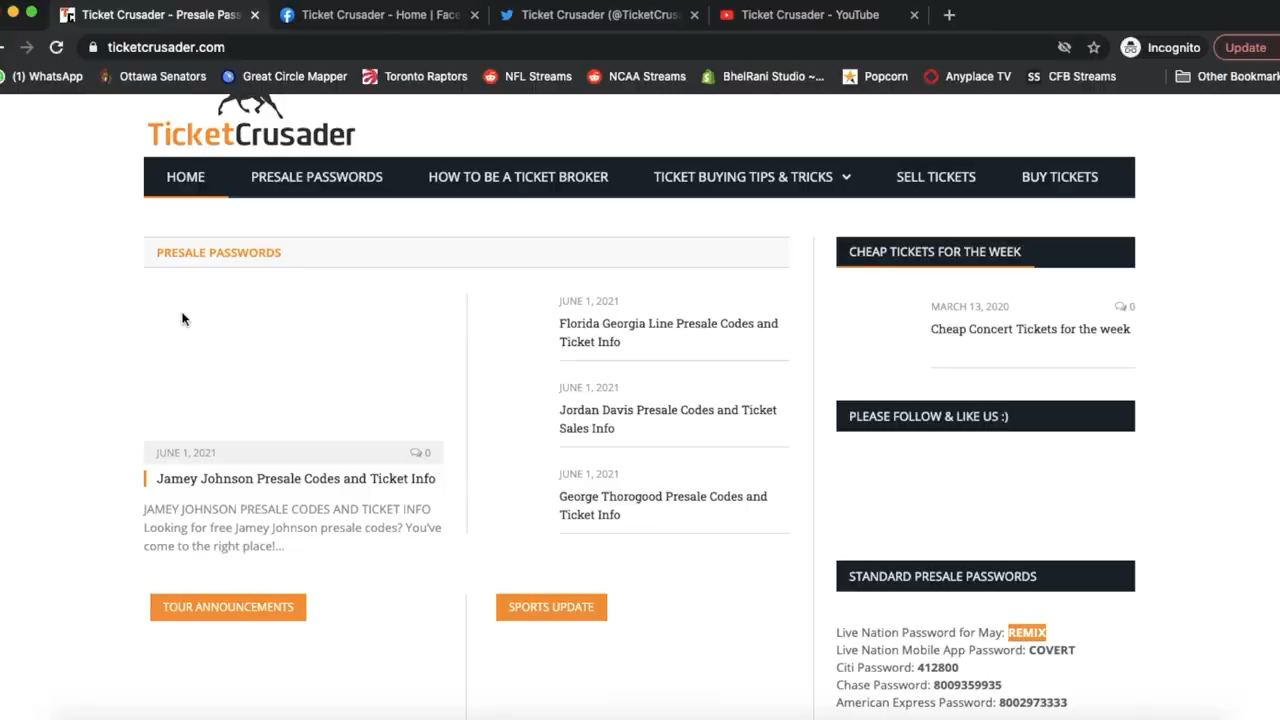 Ticket Crusader - Presale Pass
Ticket Crusader - Home | Face
Ticket Crusader (@TicketCrus
Ticket Crusader - YouTube
ticketcrusader.com
Incognito
Update
(1) WhatsApp
Ottawa Senators
Great Circle Mapper
Toronto Raptors
NFL Streams
NCAA Streams
BhelRani Studio ~...
Popcorn
Anyplace TV
SS CFB Streams
Other Bookmark
TicketCrusader
HOME
PRESALE PASSWORDS
HOW TO BE A TICKET BROKER
TICKET BUYING TIPS & TRICKS
SELL TICKETS
BUY TICKETS
PRESALE PASSWORDS
JUNE 1, 2021
0
Jamey Johnson Presale Codes and Ticket Info
JAMEY JOHNSON PRESALE CODES AND TICKET INFO
Looking for free Jamey Johnson presale codes? You've
come to the right place!...
JUNE 1, 2021
Florida Georgia Line Presale Codes and
Ticket Info
JUNE 1, 2021
Jordan Davis Presale Codes and Ticket
Sales Info
JUNE 1, 2021
George Thorogood Presale Codes and
Ticket Info
TOUR ANNOUNCEMENTS
SPORTS UPDATE
CHEAP TICKETS FOR THE WEEK
MARCH 13, 2020
0
Cheap Concert Tickets for the week
PLEASE FOLLOW & LIKE US :)
STANDARD PRESALE PASSWORDS
Live Nation Password for May: REMIX
Live Nation Mobile App Password: COVERT
Citi Password: 412800
Chase Password: 8009359935
American Express Password: 8002973333